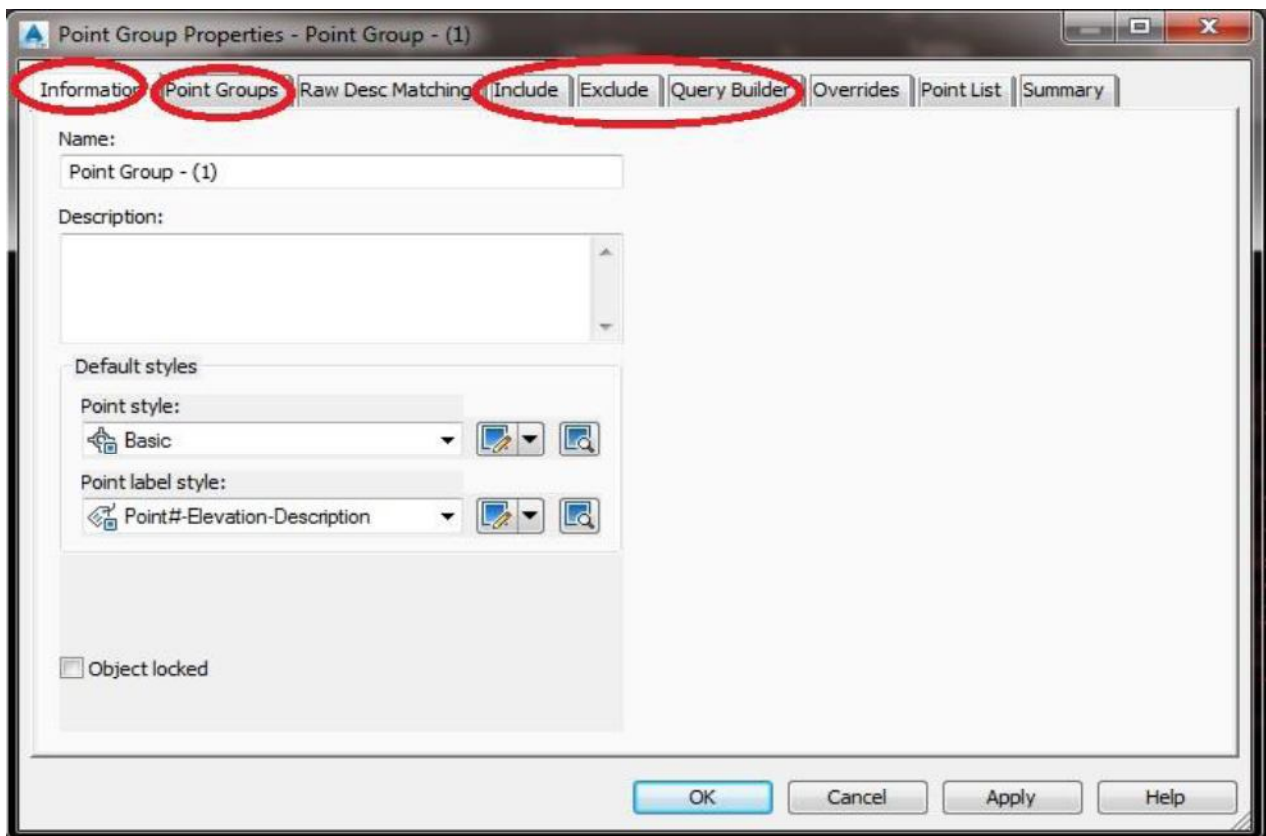 Point Group Properties - Point Group - (1)
Information Point Groups Raw Desc Matching Include Exclude Query Builder Overrides Point List Summary
Name:
Point Group - (1)
Description:
Default styles
Point style:
Basic
Point label style:
Point#-Elevation-Description
Object locked
OK Cancel Apply Help